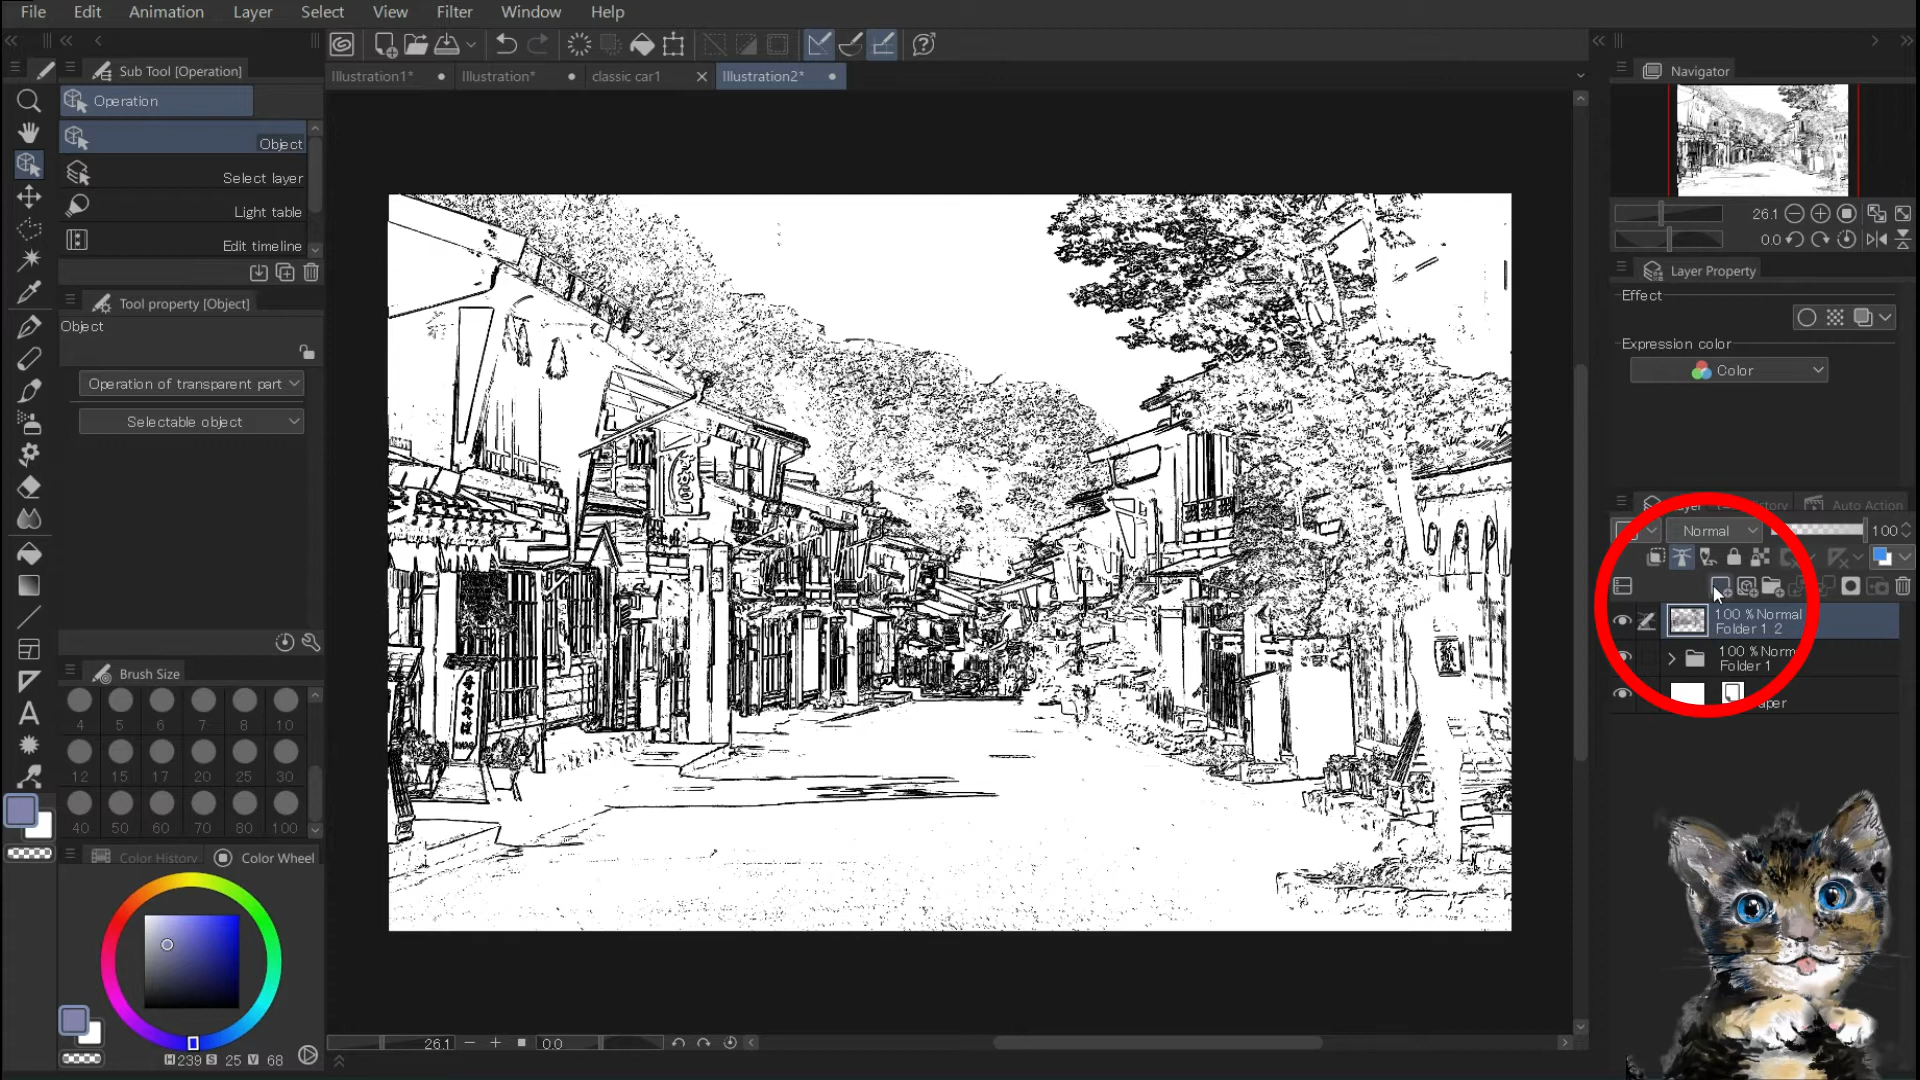 File Edit Animation Layer Select View Filter Window Help
Illustration1* Illustration* classic car1 Illustration2*
Sub Tool [Operation]
Operation
Object
Select layer
Light table
Edit timeline
Tool property [Object]
Object
Operation of transparent part
Selectable object
Brush Size
4 5 6 7 8 10
12 15 17 20 25 30
40 50 60 70 80 100
Color History Color Wheel
H 239 S 25 V 68
26.1 0.0
Navigator
26.1
0.0
Layer Property
Effect
Expression color
Color
Auto Action
Normal 100
100 % Normal
Folder 1 2
Folder 1
A